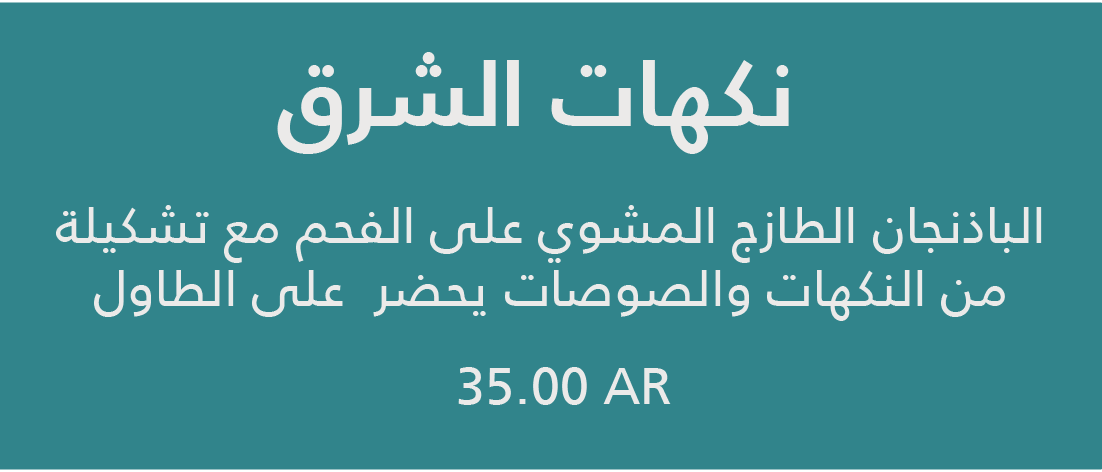 نكهات الشرق
الباذنجان الطازج المشوي على الفحم مع تشكيلة
من النكهات والصوصات يحضر على الطاول
35.00 AR